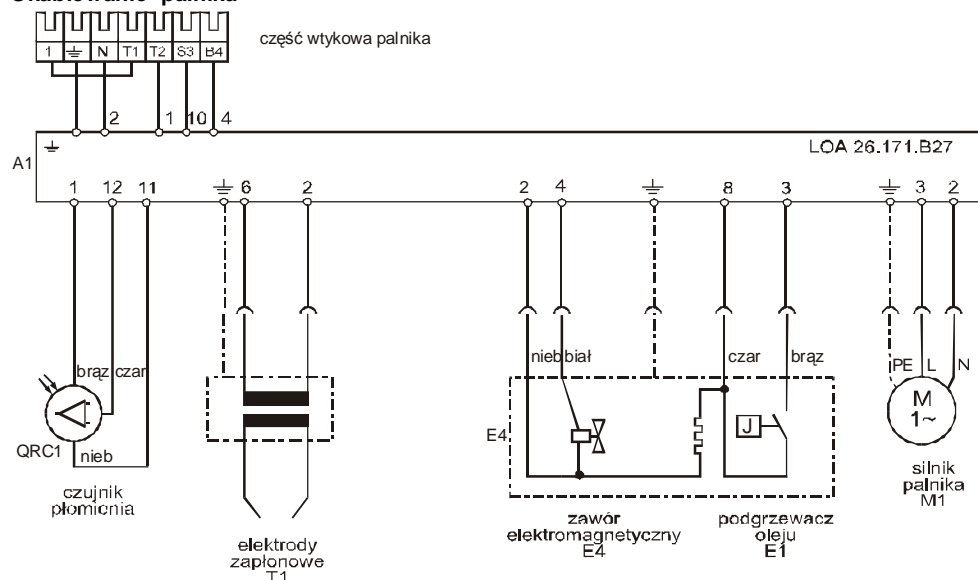 Okablowanie palnika
1 N T1 T2 S3 B4
część wtykowa palnika
2 1 10 4
LOA 26.171.B27
A1
1 12 11 6 2 2 4 8 3 3 2
brąz czar
nieb biał czar brąz
PE L N
M
1~
J
E4
QRC1
nieb
czujnik
płomienia
elektrody
zapłonowe
T1
zawór
elektromagnetyczny
E4
podgrzewacz
oleju
E1
silnik
palnika
M1